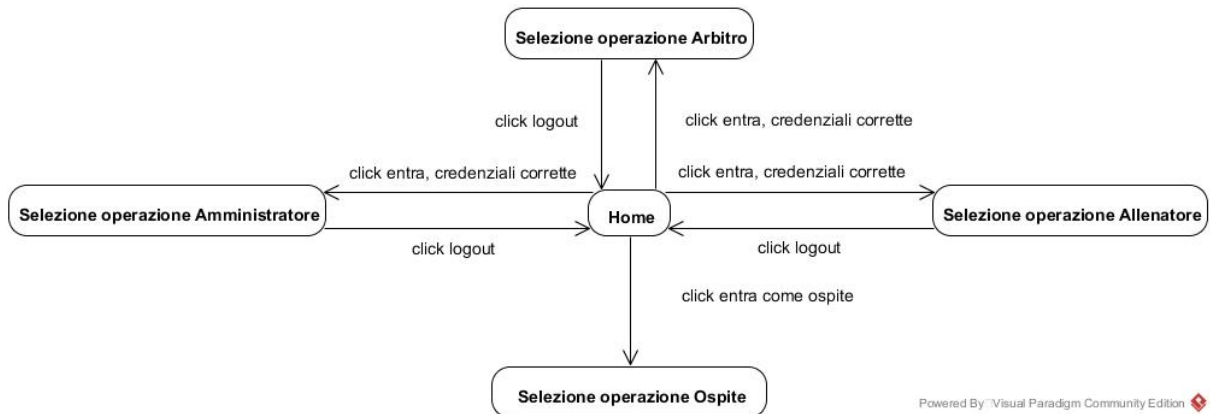 Selezione operazione Arbitro
click logout
click entra, credenziali corrette
click entra, credenziali corrette
click entra, credenziali corrette
Selezione operazione Amministratore
Home
Selezione operazione Allenatore
click logout
click logout
click entra come ospite
Selezione operazione Ospite
Powered By Visual Paradigm Community Edition